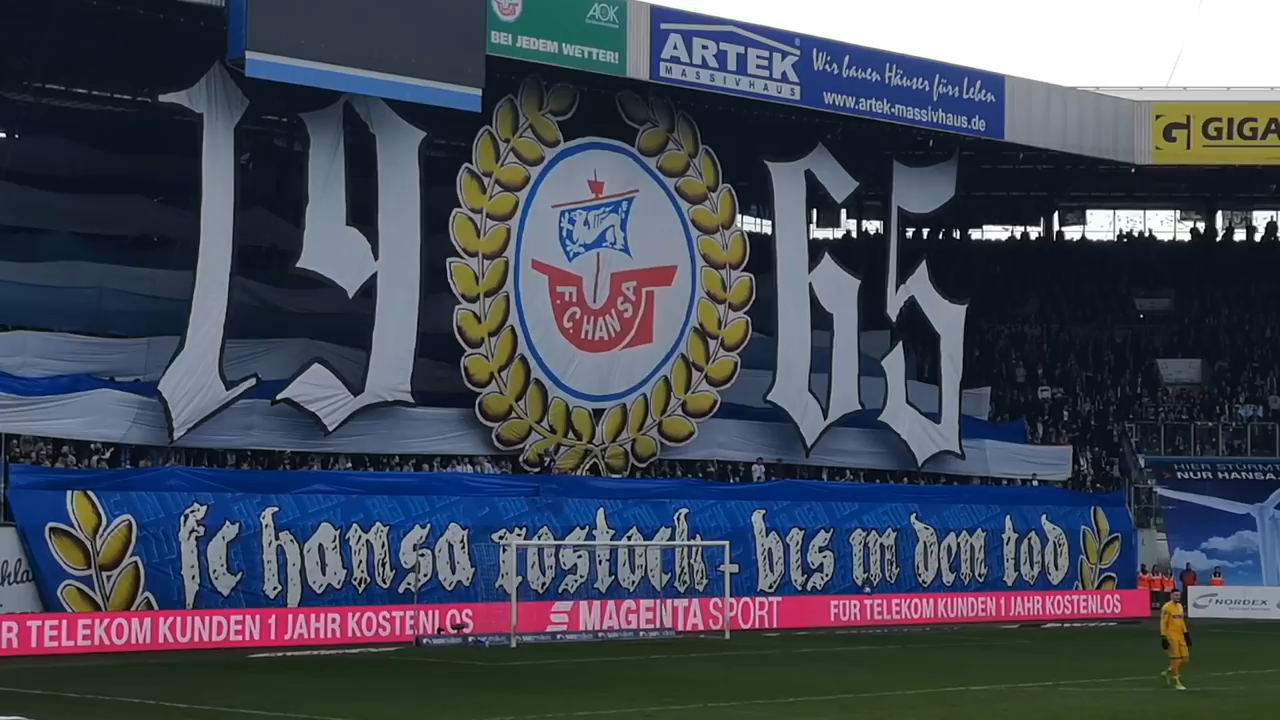 AOK
BEI JEDEM WETTER!
ARTEK
MASSIVHAUS
Wir bauen Häuser fürs Leben
www.artek-massivhaus.de
GIGA
1965
F.C HANSA
HIER STÜRMT
NUR HANSA
fc hansa rostock bis in den tod
R TELEKOM KUNDEN 1 JAHR KOSTENLOS
MAGENTA SPORT
FÜR TELEKOM KUNDEN 1 JAHR KOSTENLOS
NORDEX